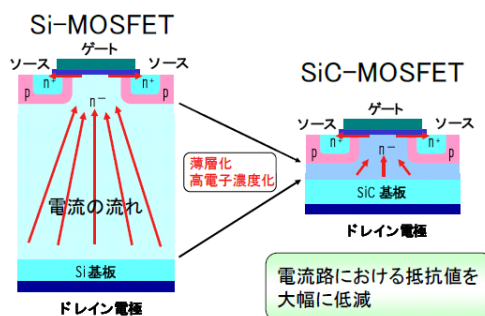 Si-MOSFET
ゲート
ソース
ソース
n⁺
n⁺
p
p
n⁻
電流の流れ
Si基板
ドレイン電極
薄層化
高電子濃度化
SiC-MOSFET
ゲート
ソース
ソース
n⁺
n⁺
p
p
n⁻
SiC 基板
ドレイン電極
電流路における抵抗値を
大幅に低減